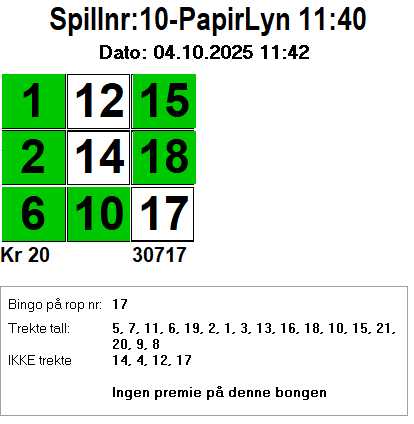 Spillnr:10-PapirLyn 11:40
Dato: 04.10.2025 11:42
1 12 15
2 14 18
6 10 17
Kr 20 30717
Bingo på rop nr: 17
Trekte tall: 5, 7, 11, 6, 19, 2, 1, 3, 13, 16, 18, 10, 15, 21,
20, 9, 8
IKKE trekte 14, 4, 12, 17
Ingen premie på denne bongen